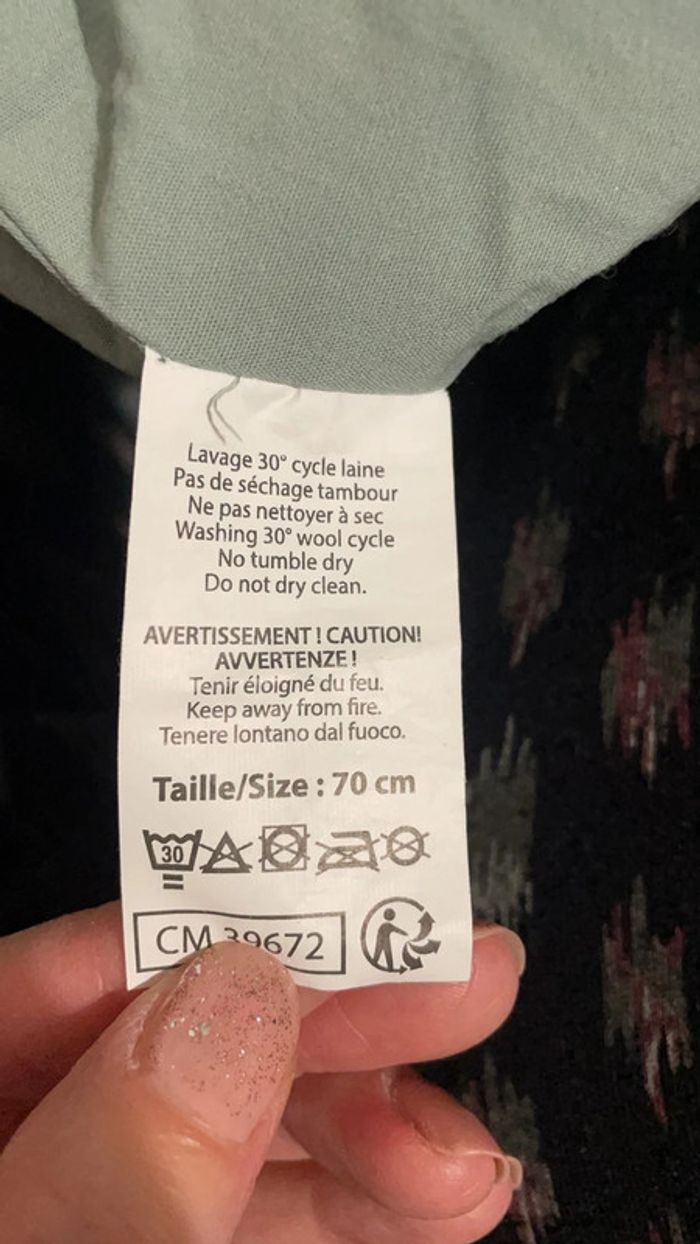 Lavage 30° cycle laine
Pas de séchage tambour
Ne pas nettoyer à sec
Washing 30° wool cycle
No tumble dry
Do not dry clean.
AVERTISSEMENT ! CAUTION!
AVVERTENZE !
Tenir éloigné du feu.
Keep away from fire.
Tenere lontano dal fuoco.
Taille/Size : 70 cm
30
CM 39672